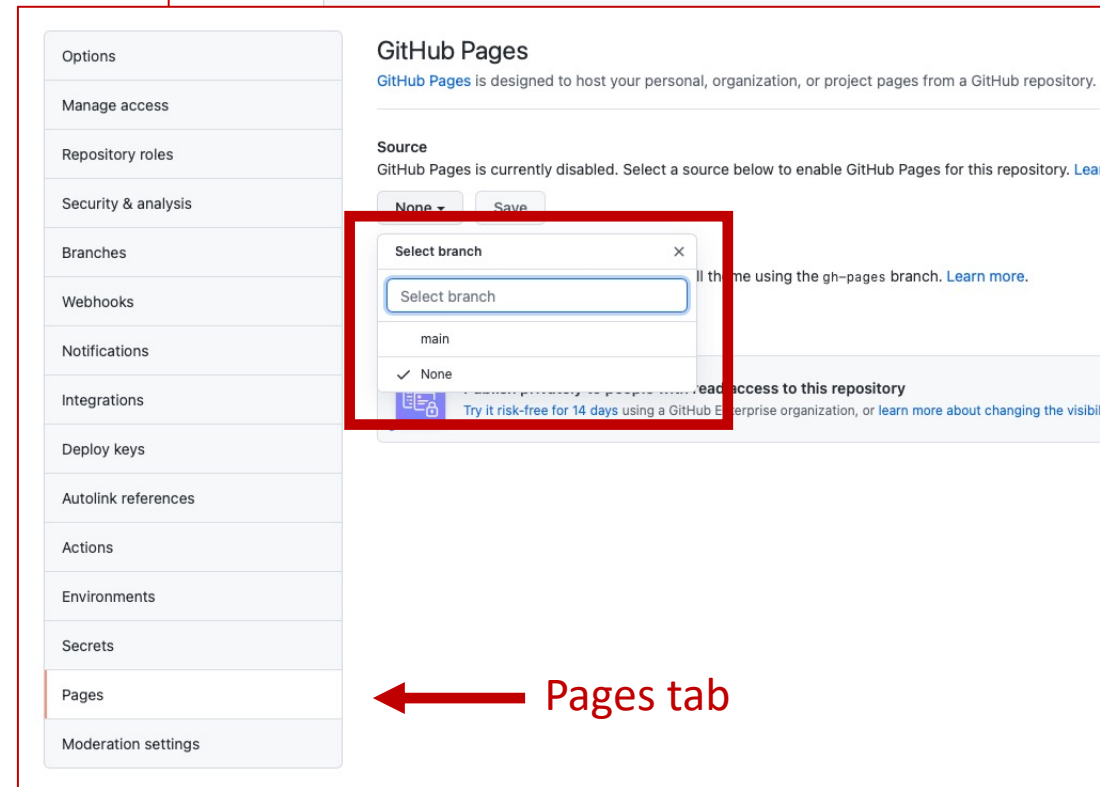 Options
Manage access
Repository roles
Security & analysis
Branches
Webhooks
Notifications
Integrations
Deploy keys
Autolink references
Actions
Environments
Secrets
Pages
Moderation settings
GitHub Pages
GitHub Pages is designed to host your personal, organization, or project pages from a GitHub repository.
Source
GitHub Pages is currently disabled. Select a source below to enable GitHub Pages for this repository.
None
Save
Select branch
Select branch
main
None
using the gh-pages branch. Learn more.
access to this repository
Try it risk-free for 14 days using a GitHub Enterprise organization, or learn more about changing the
Pages tab